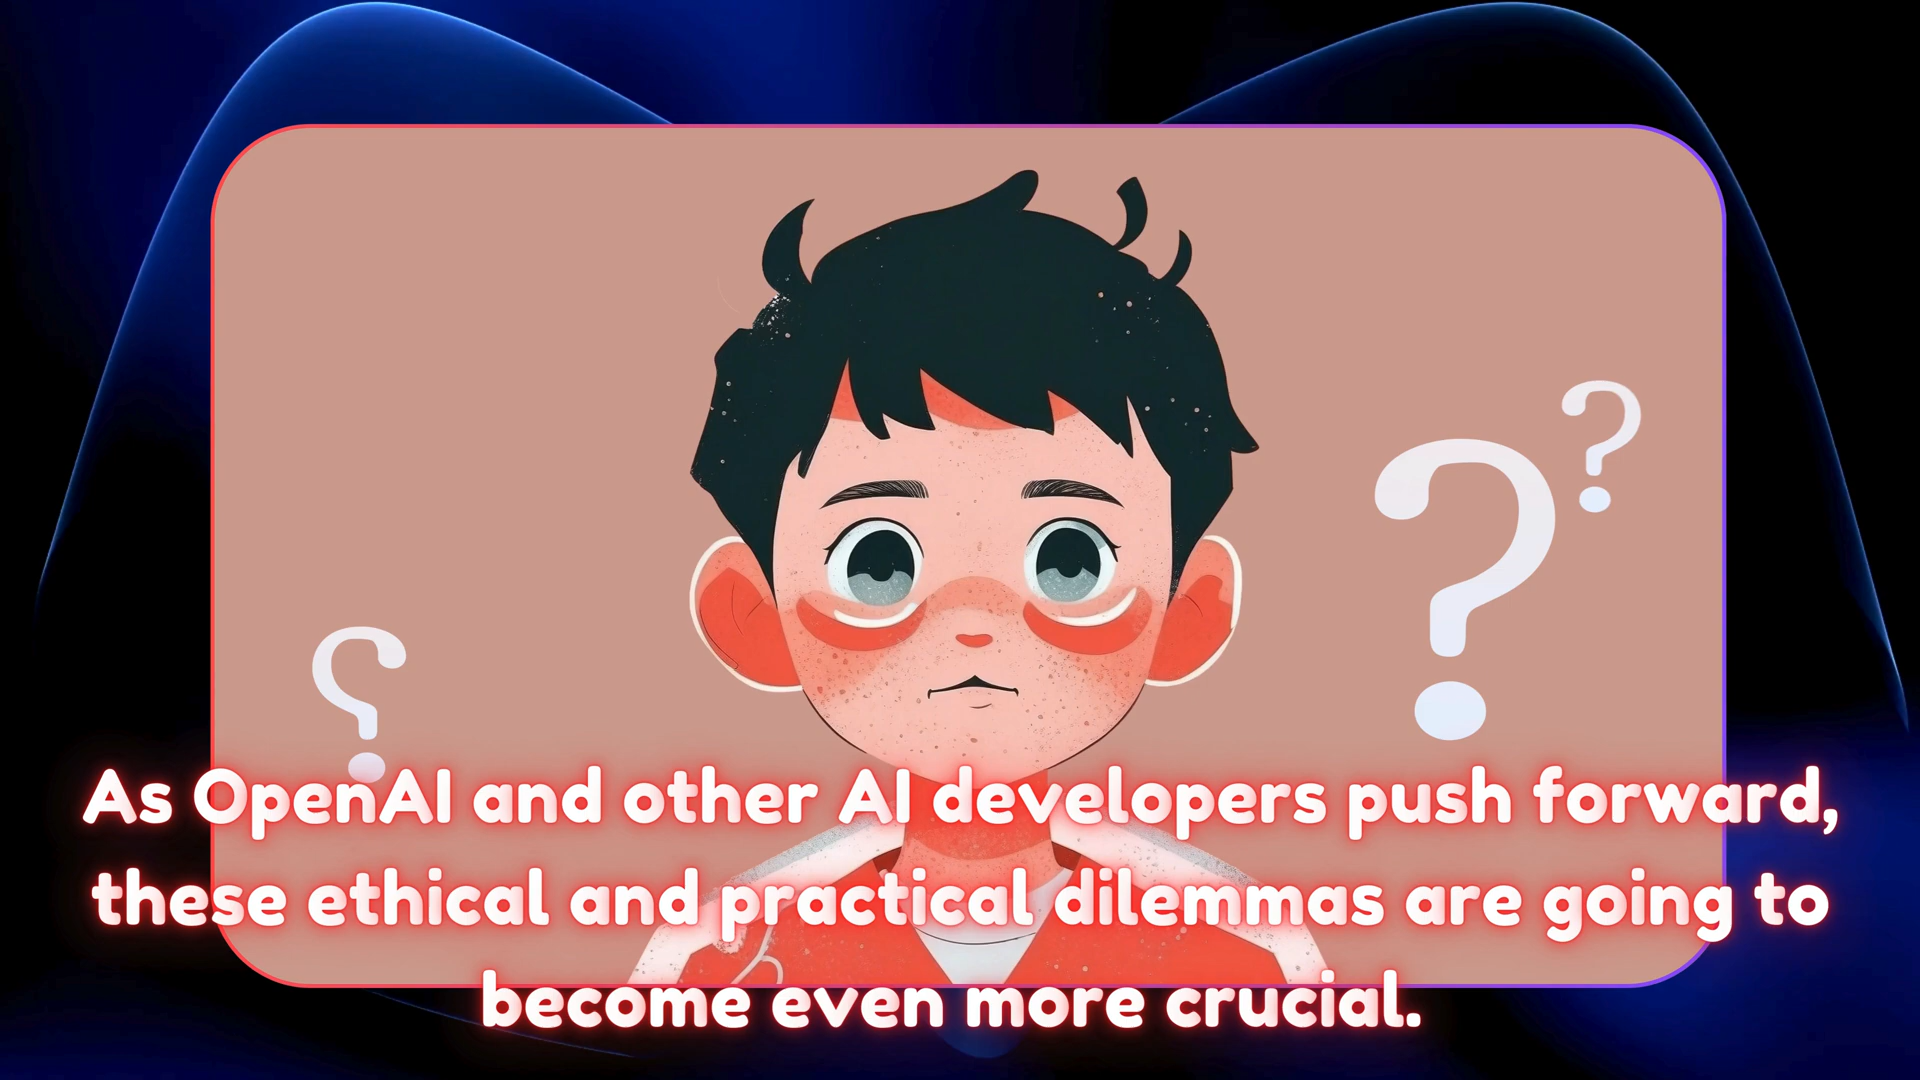 ?
?
?
As OpenAI and other AI developers push forward,
these ethical and practical dilemmas are going to
become even more crucial.